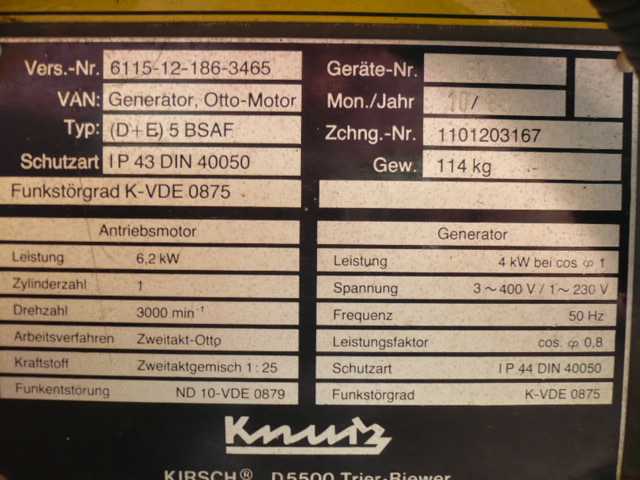 Vers.-Nr. 6115-12-186-3465
VAN: Generator, Otto-Motor
Typ: (D+E) 5 BSAF
Schutzart IP 43 DIN 40050
Funkstörgrad K-VDE 0875
Geräte-Nr.
Mon./Jahr 10/
Zchng.-Nr. 1101203167
Gew. 114 kg
Antriebsmotor
Leistung 6,2 kW
Zylinderzahl 1
Drehzahl 3000 min⁻¹
Arbeitsverfahren Zweitakt-Otto
Kraftstoff Zweitaktgemisch 1:25
Funkentstörung ND 10-VDE 0879
Generator
Leistung 4 kW bei cos φ 1
Spannung 3~400 V / 1~230 V
Frequenz 50 Hz
Leistungsfaktor cos. φ 0,8
Schutzart IP 44 DIN 40050
Funkstörgrad K-VDE 0875
KIRSCH® D5500 Trier-Biewer